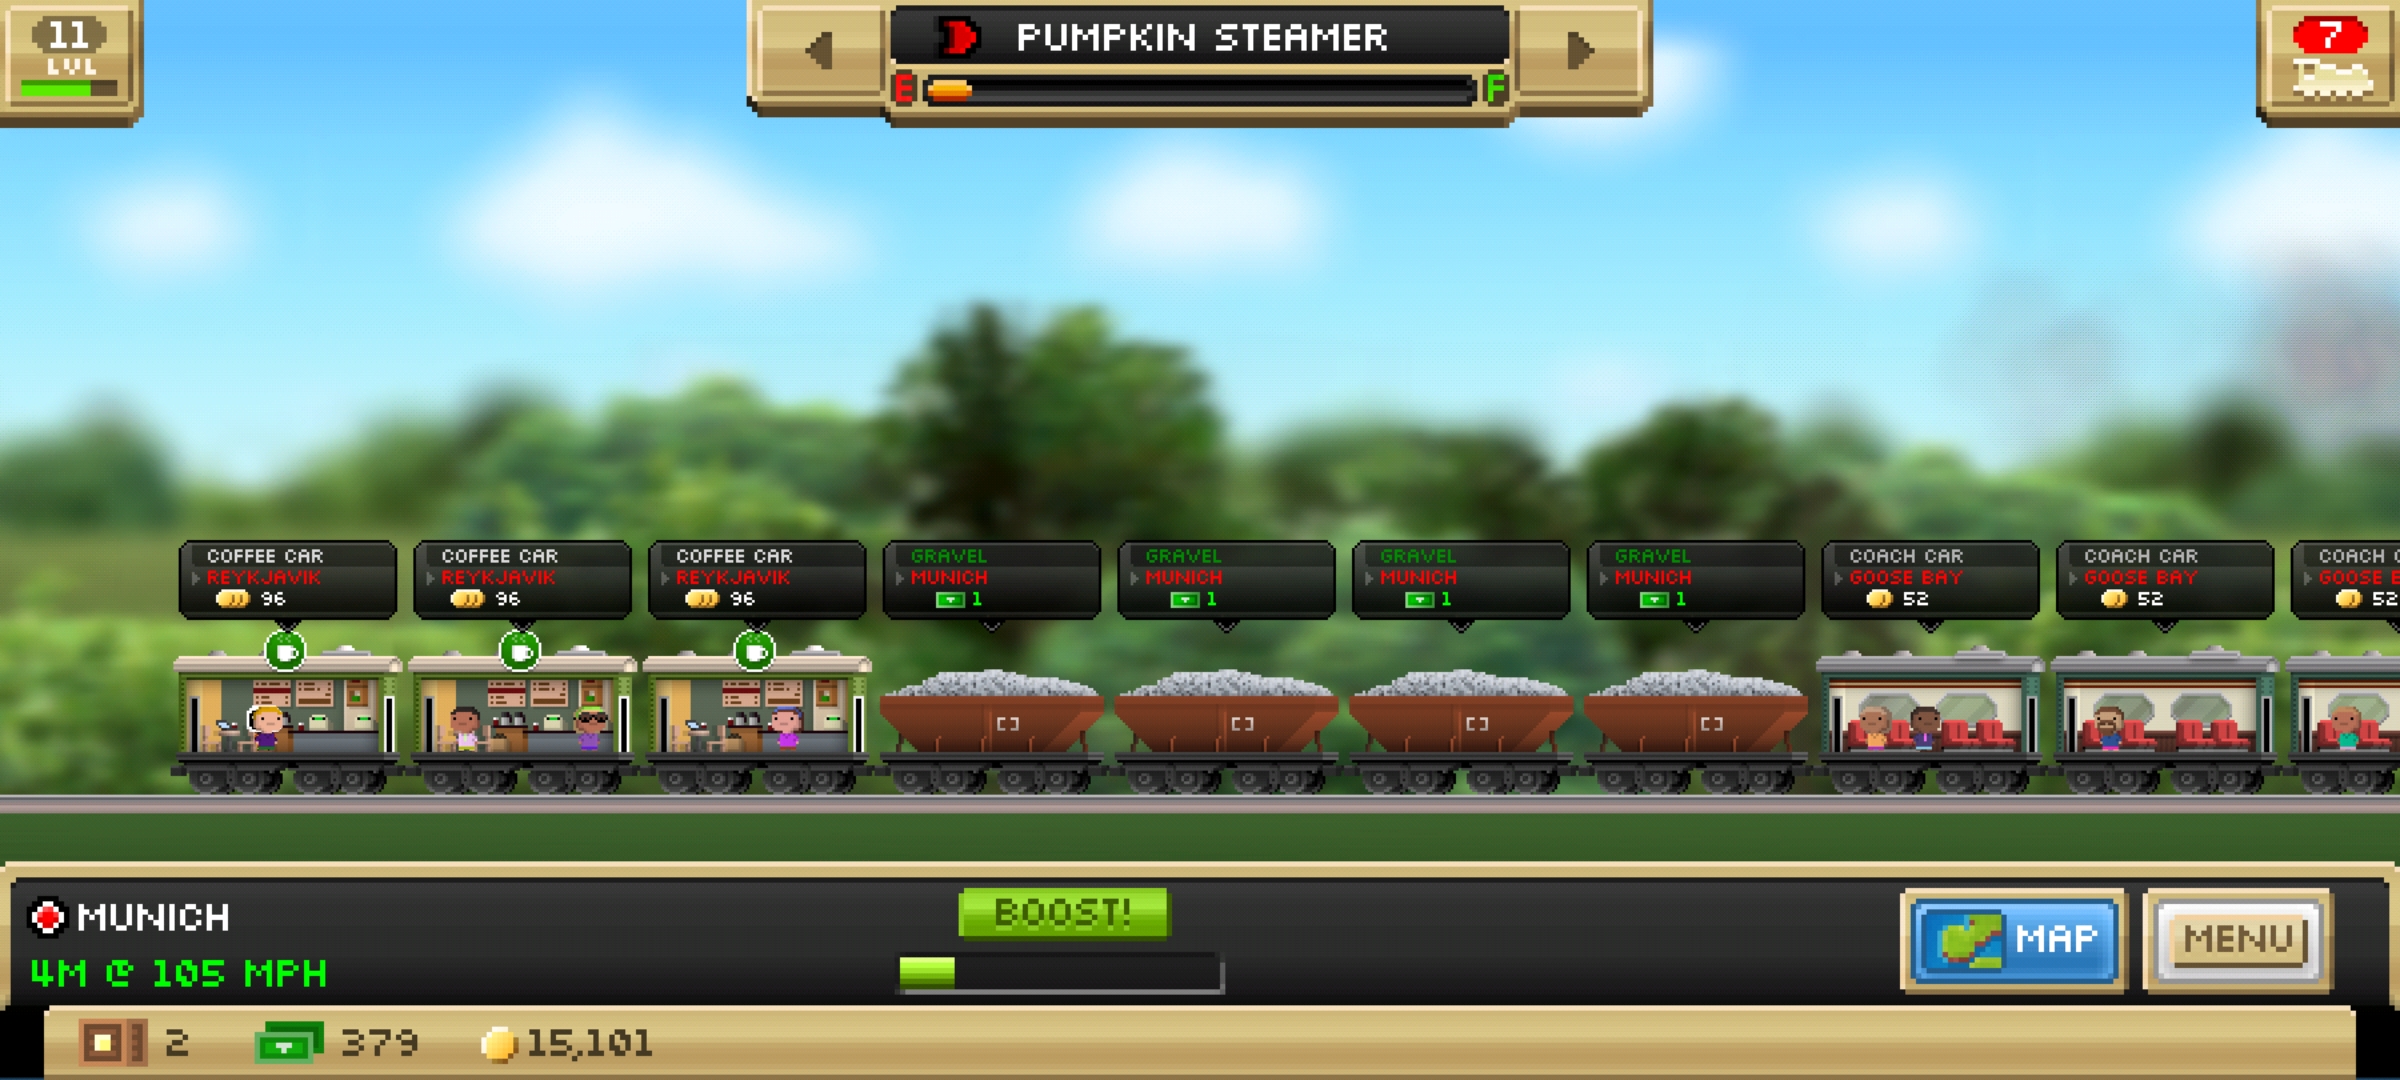 11
LVL
PUMPKIN STEAMER
E F
7
COFFEE CAR
REYKJAVIK
96
COFFEE CAR
REYKJAVIK
96
COFFEE CAR
REYKJAVIK
96
GRAVEL
MUNICH
1
GRAVEL
MUNICH
1
GRAVEL
MUNICH
1
GRAVEL
MUNICH
1
COACH CAR
GOOSE BAY
52
COACH CAR
GOOSE BAY
52
COACH C
GOOSE B
52
MUNICH
4M @ 105 MPH
BOOST!
MAP
MENU
2 379 15,101